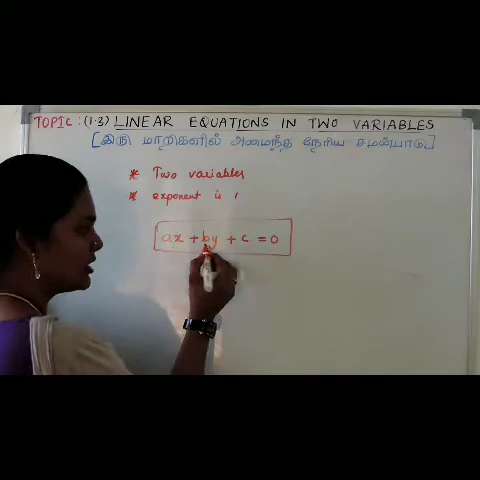 TOPIC : (1.3) LINEAR EQUATIONS IN TWO VARIABLES
[இரு மாறிகளில் அமைந்த நேரிய சமன்பாடு]
* Two variables
* exponent is 1
ax + by + c = 0